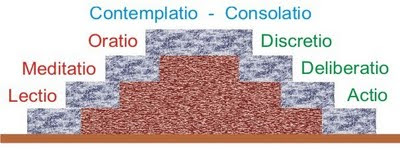 Contemplatio - Consolatio
Oratio Discretio
Meditatio Deliberatio
Lectio Actio